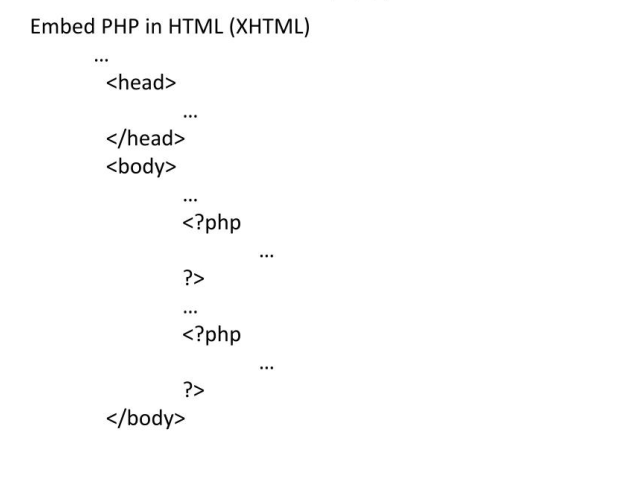 Embed PHP in HTML (XHTML)
...
<head>
...
</head>
<body>
...
<?php
...
?>
...
<?php
...
?>
</body>